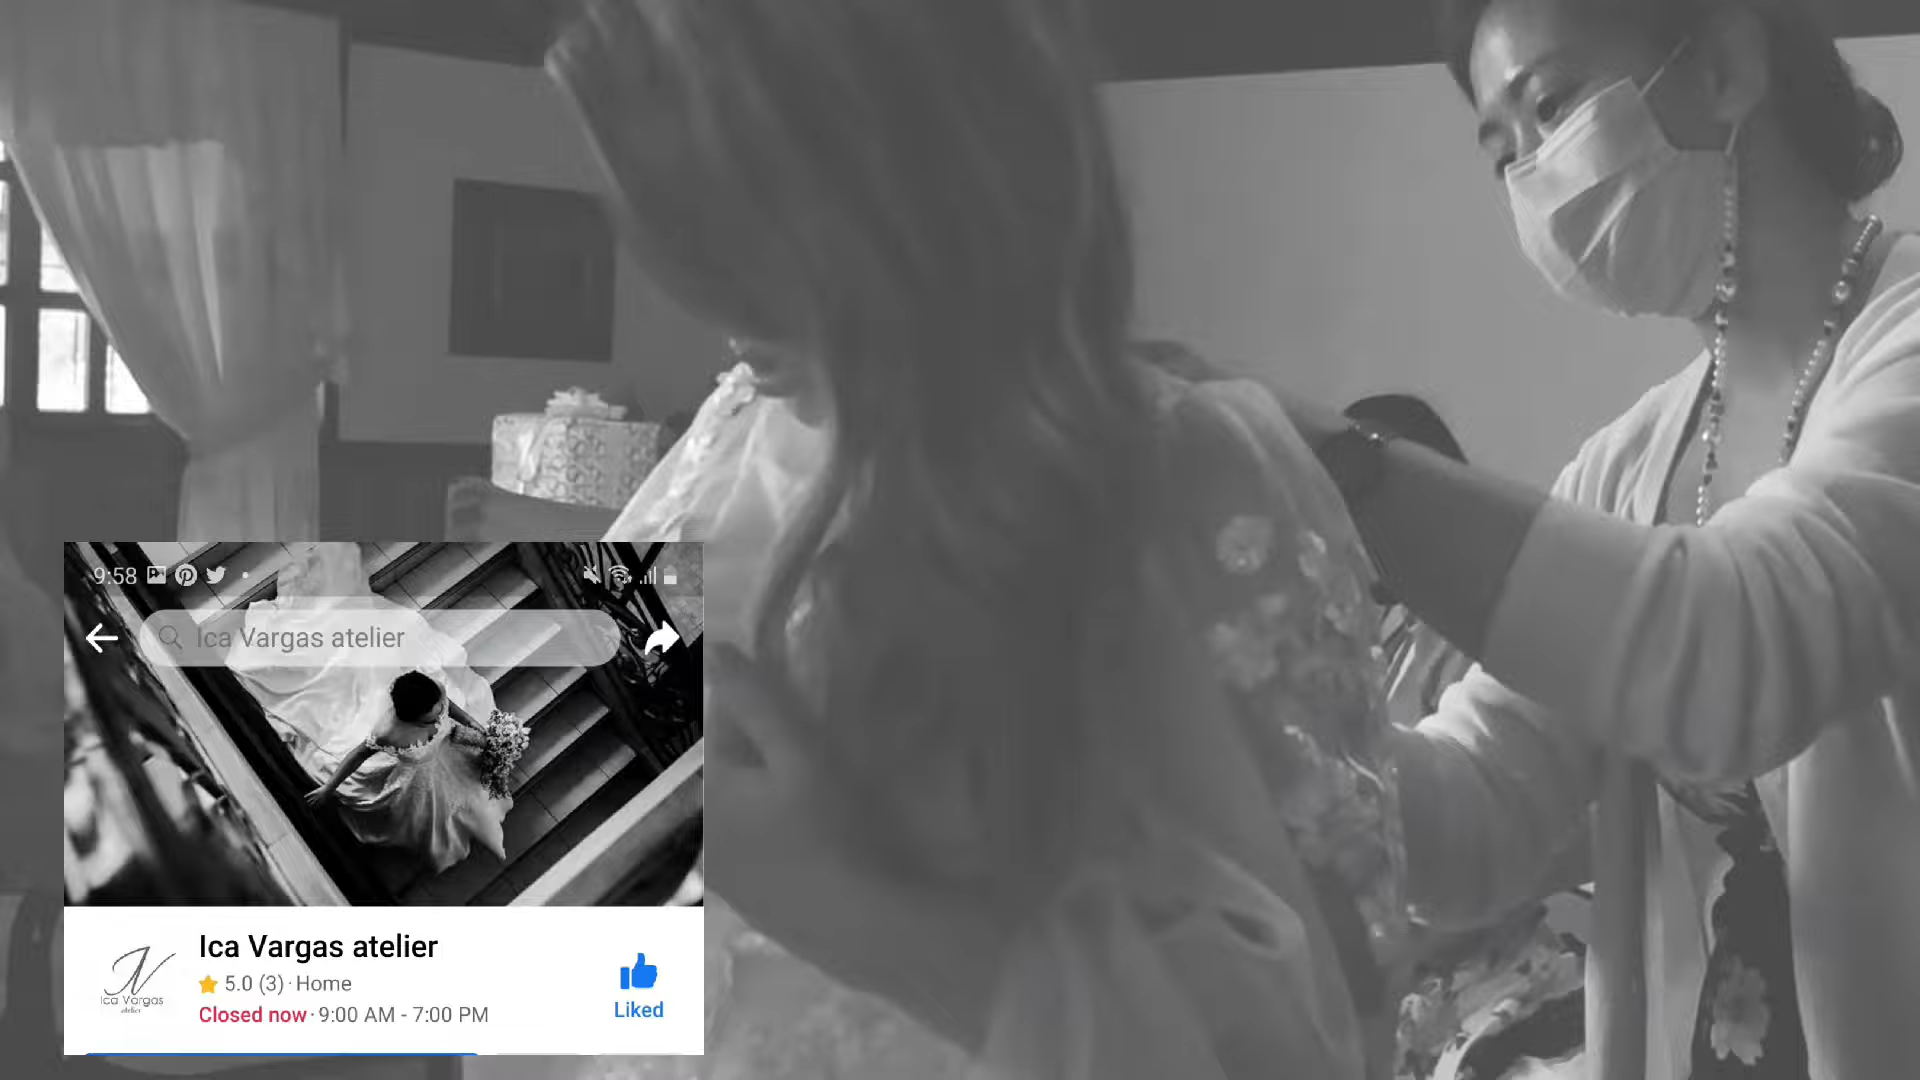 9:58
Ica Vargas atelier
Ica Vargas atelier
5.0 (3) · Home
Closed now · 9:00 AM - 7:00 PM
Liked
Ica Vargas
atelier